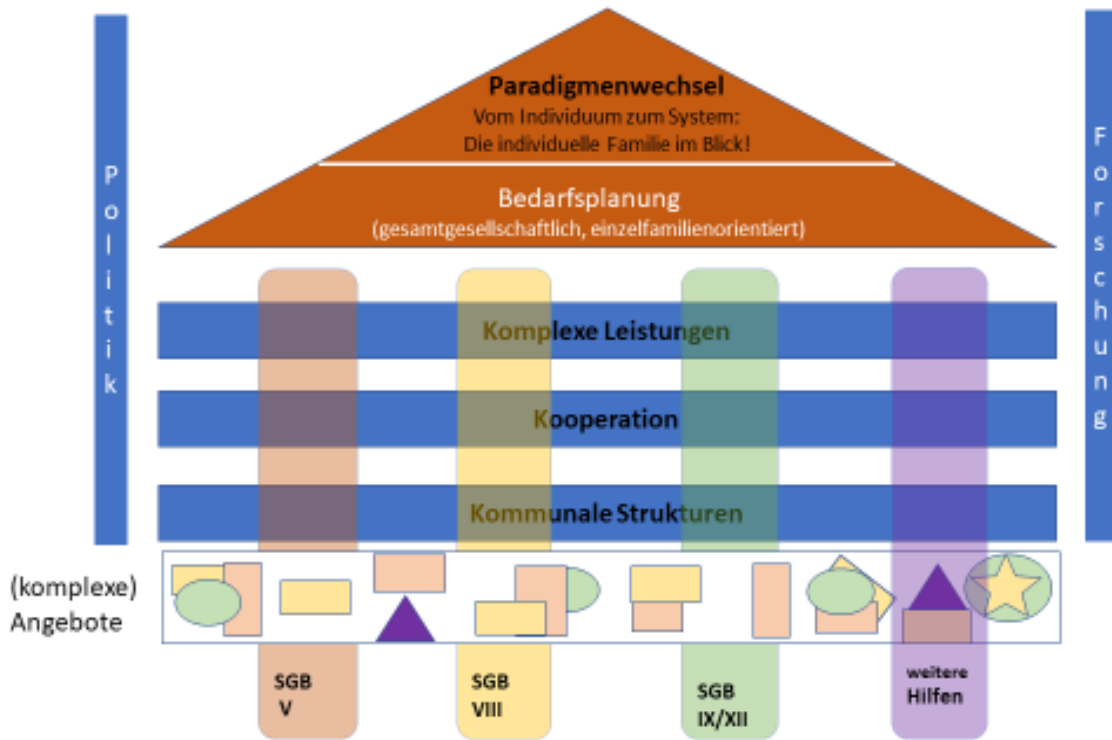 Paradigmenwechsel
Vom Individuum zum System:
Die individuelle Familie im Blick!
Bedarfsplanung
(gesamtgesellschaftlich, einzelfamilienorientiert)
Politik
Forschung
Komplexe Leistungen
Kooperation
Kommunale Strukturen
(komplexe)
Angebote
SGB
V
SGB
VIII
SGB
IX/XII
weitere
Hilfen